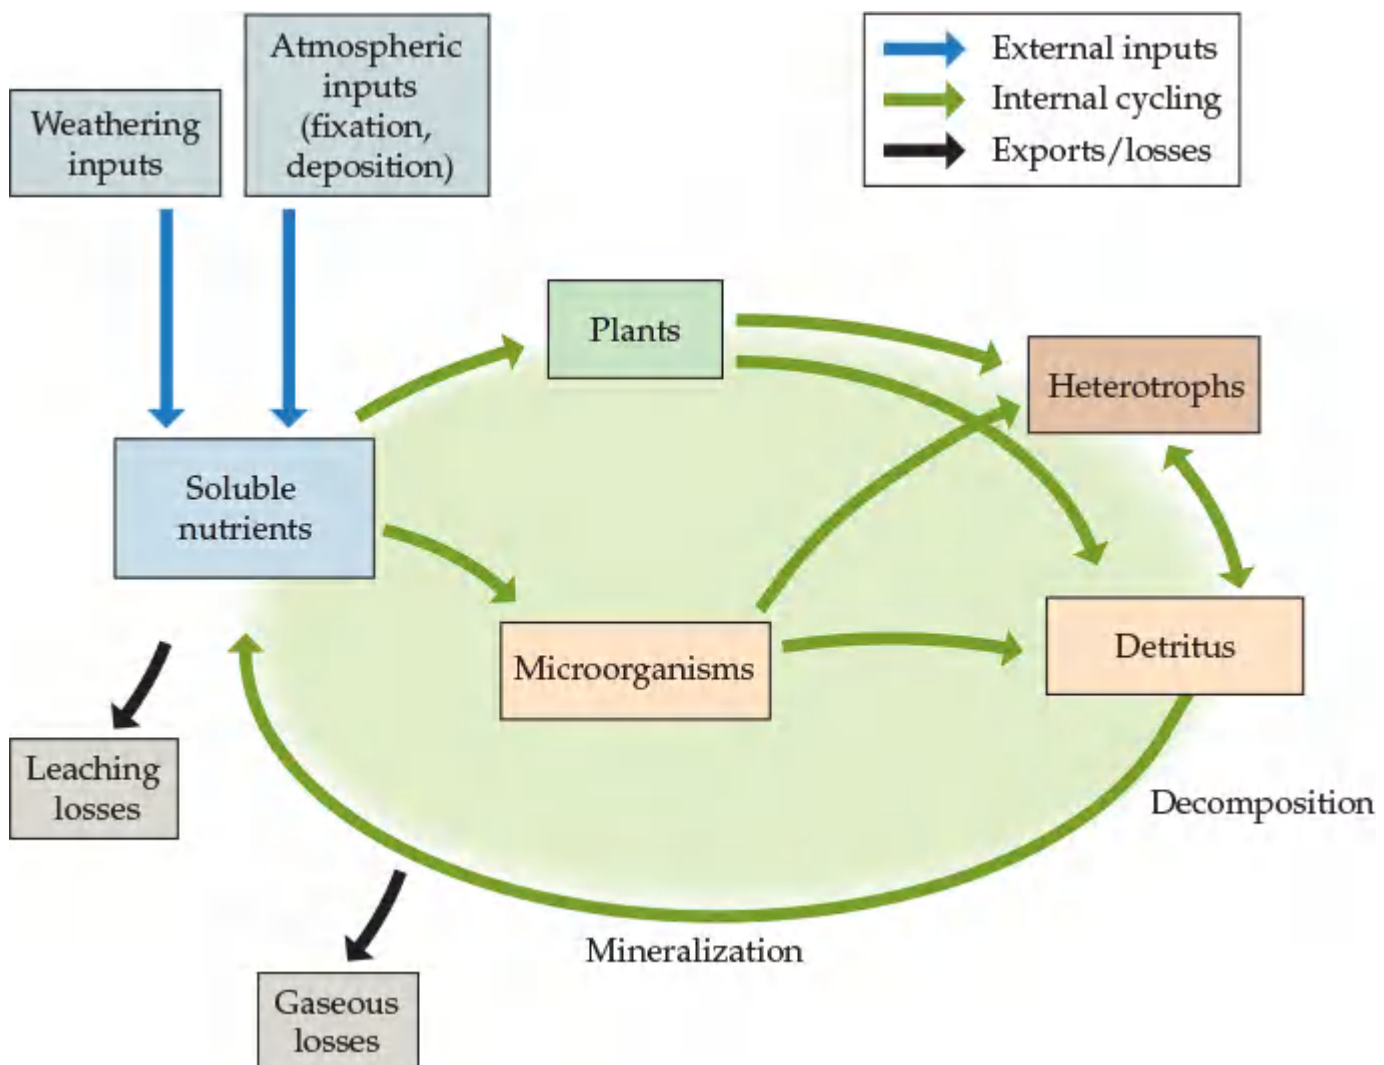 Weathering
inputs
Atmospheric
inputs
(fixation,
deposition)
External inputs
Internal cycling
Exports/losses
Plants
Heterotrophs
Soluble
nutrients
Microorganisms
Detritus
Leaching
losses
Decomposition
Mineralization
Gaseous
losses